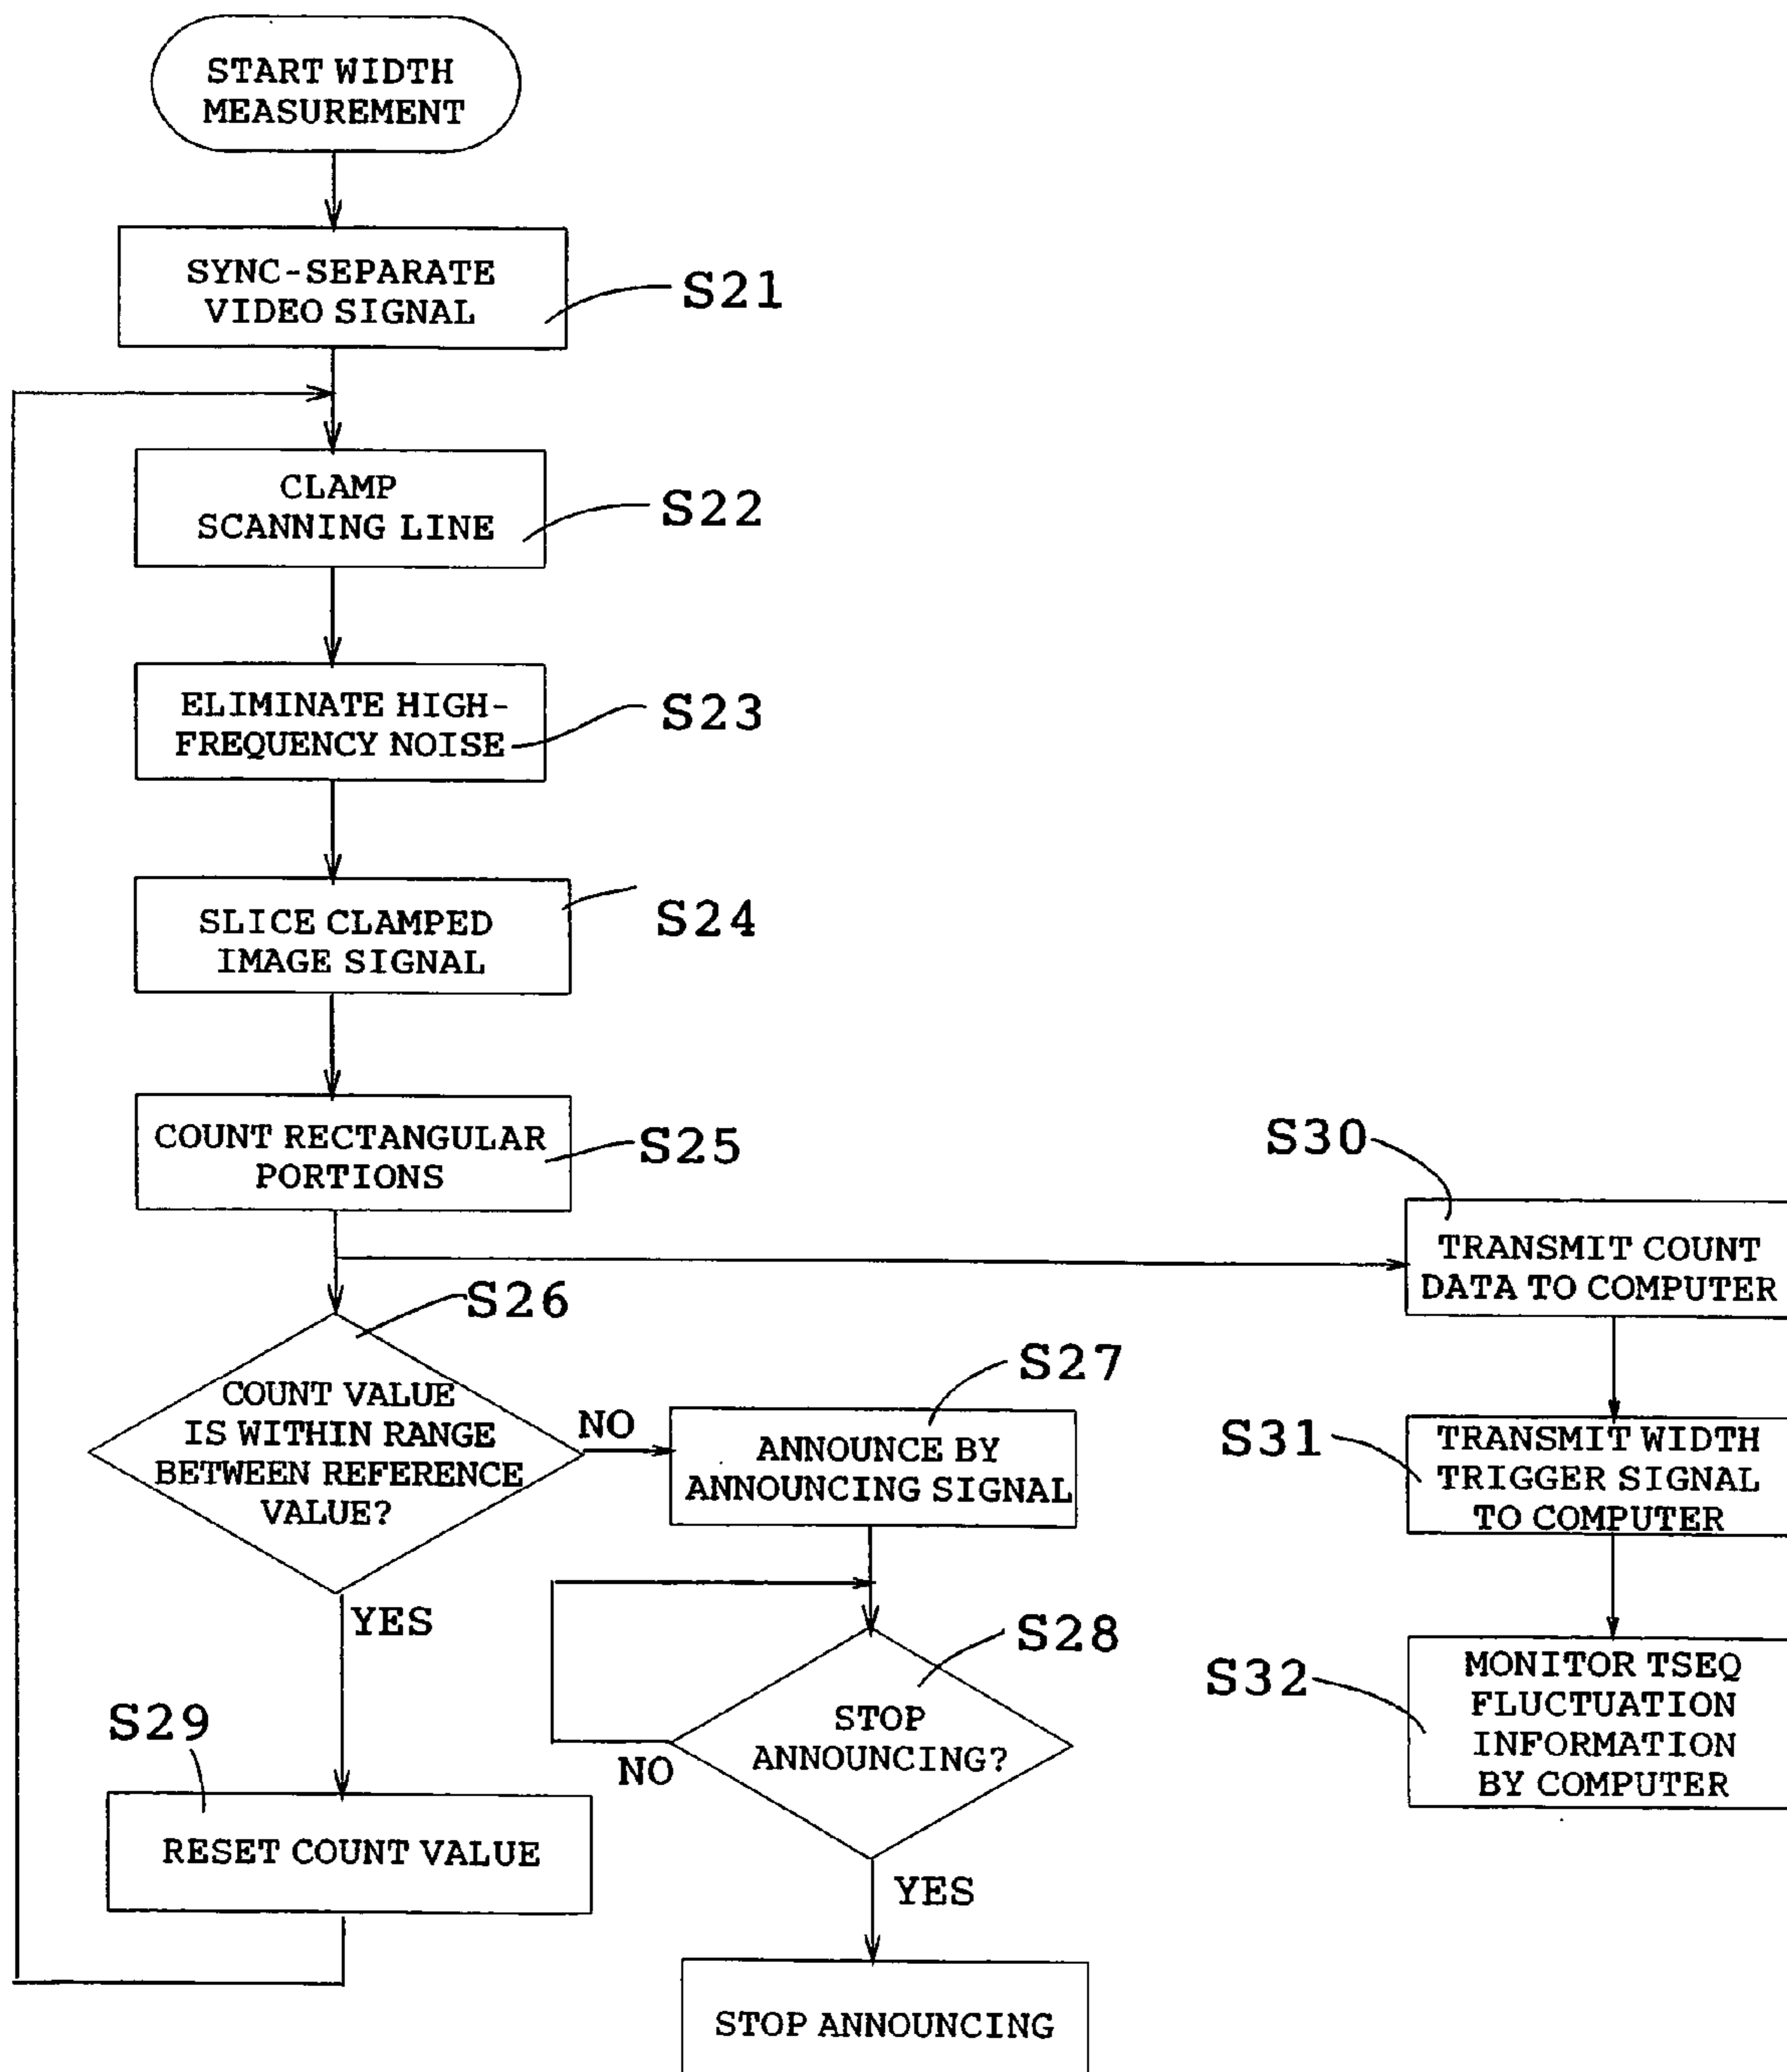 START WIDTH
MEASUREMENT
SYNC-SEPARATE
VIDEO SIGNAL
S21
CLAMP
SCANNING LINE
S22
ELIMINATE HIGH-
FREQUENCY NOISE
S23
SLICE CLAMPED
IMAGE SIGNAL
S24
COUNT RECTANGULAR
PORTIONS
S25
S30
TRANSMIT COUNT
DATA TO COMPUTER
S26
COUNT VALUE
IS WITHIN RANGE
BETWEEN REFERENCE
VALUE?
NO
YES
S27
ANNOUNCE BY
ANNOUNCING SIGNAL
S31
TRANSMIT WIDTH
TRIGGER SIGNAL
TO COMPUTER
S28
STOP
ANNOUNCING?
NO
YES
S32
MONITOR TSEQ
FLUCTUATION
INFORMATION
BY COMPUTER
S29
RESET COUNT VALUE
STOP ANNOUNCING